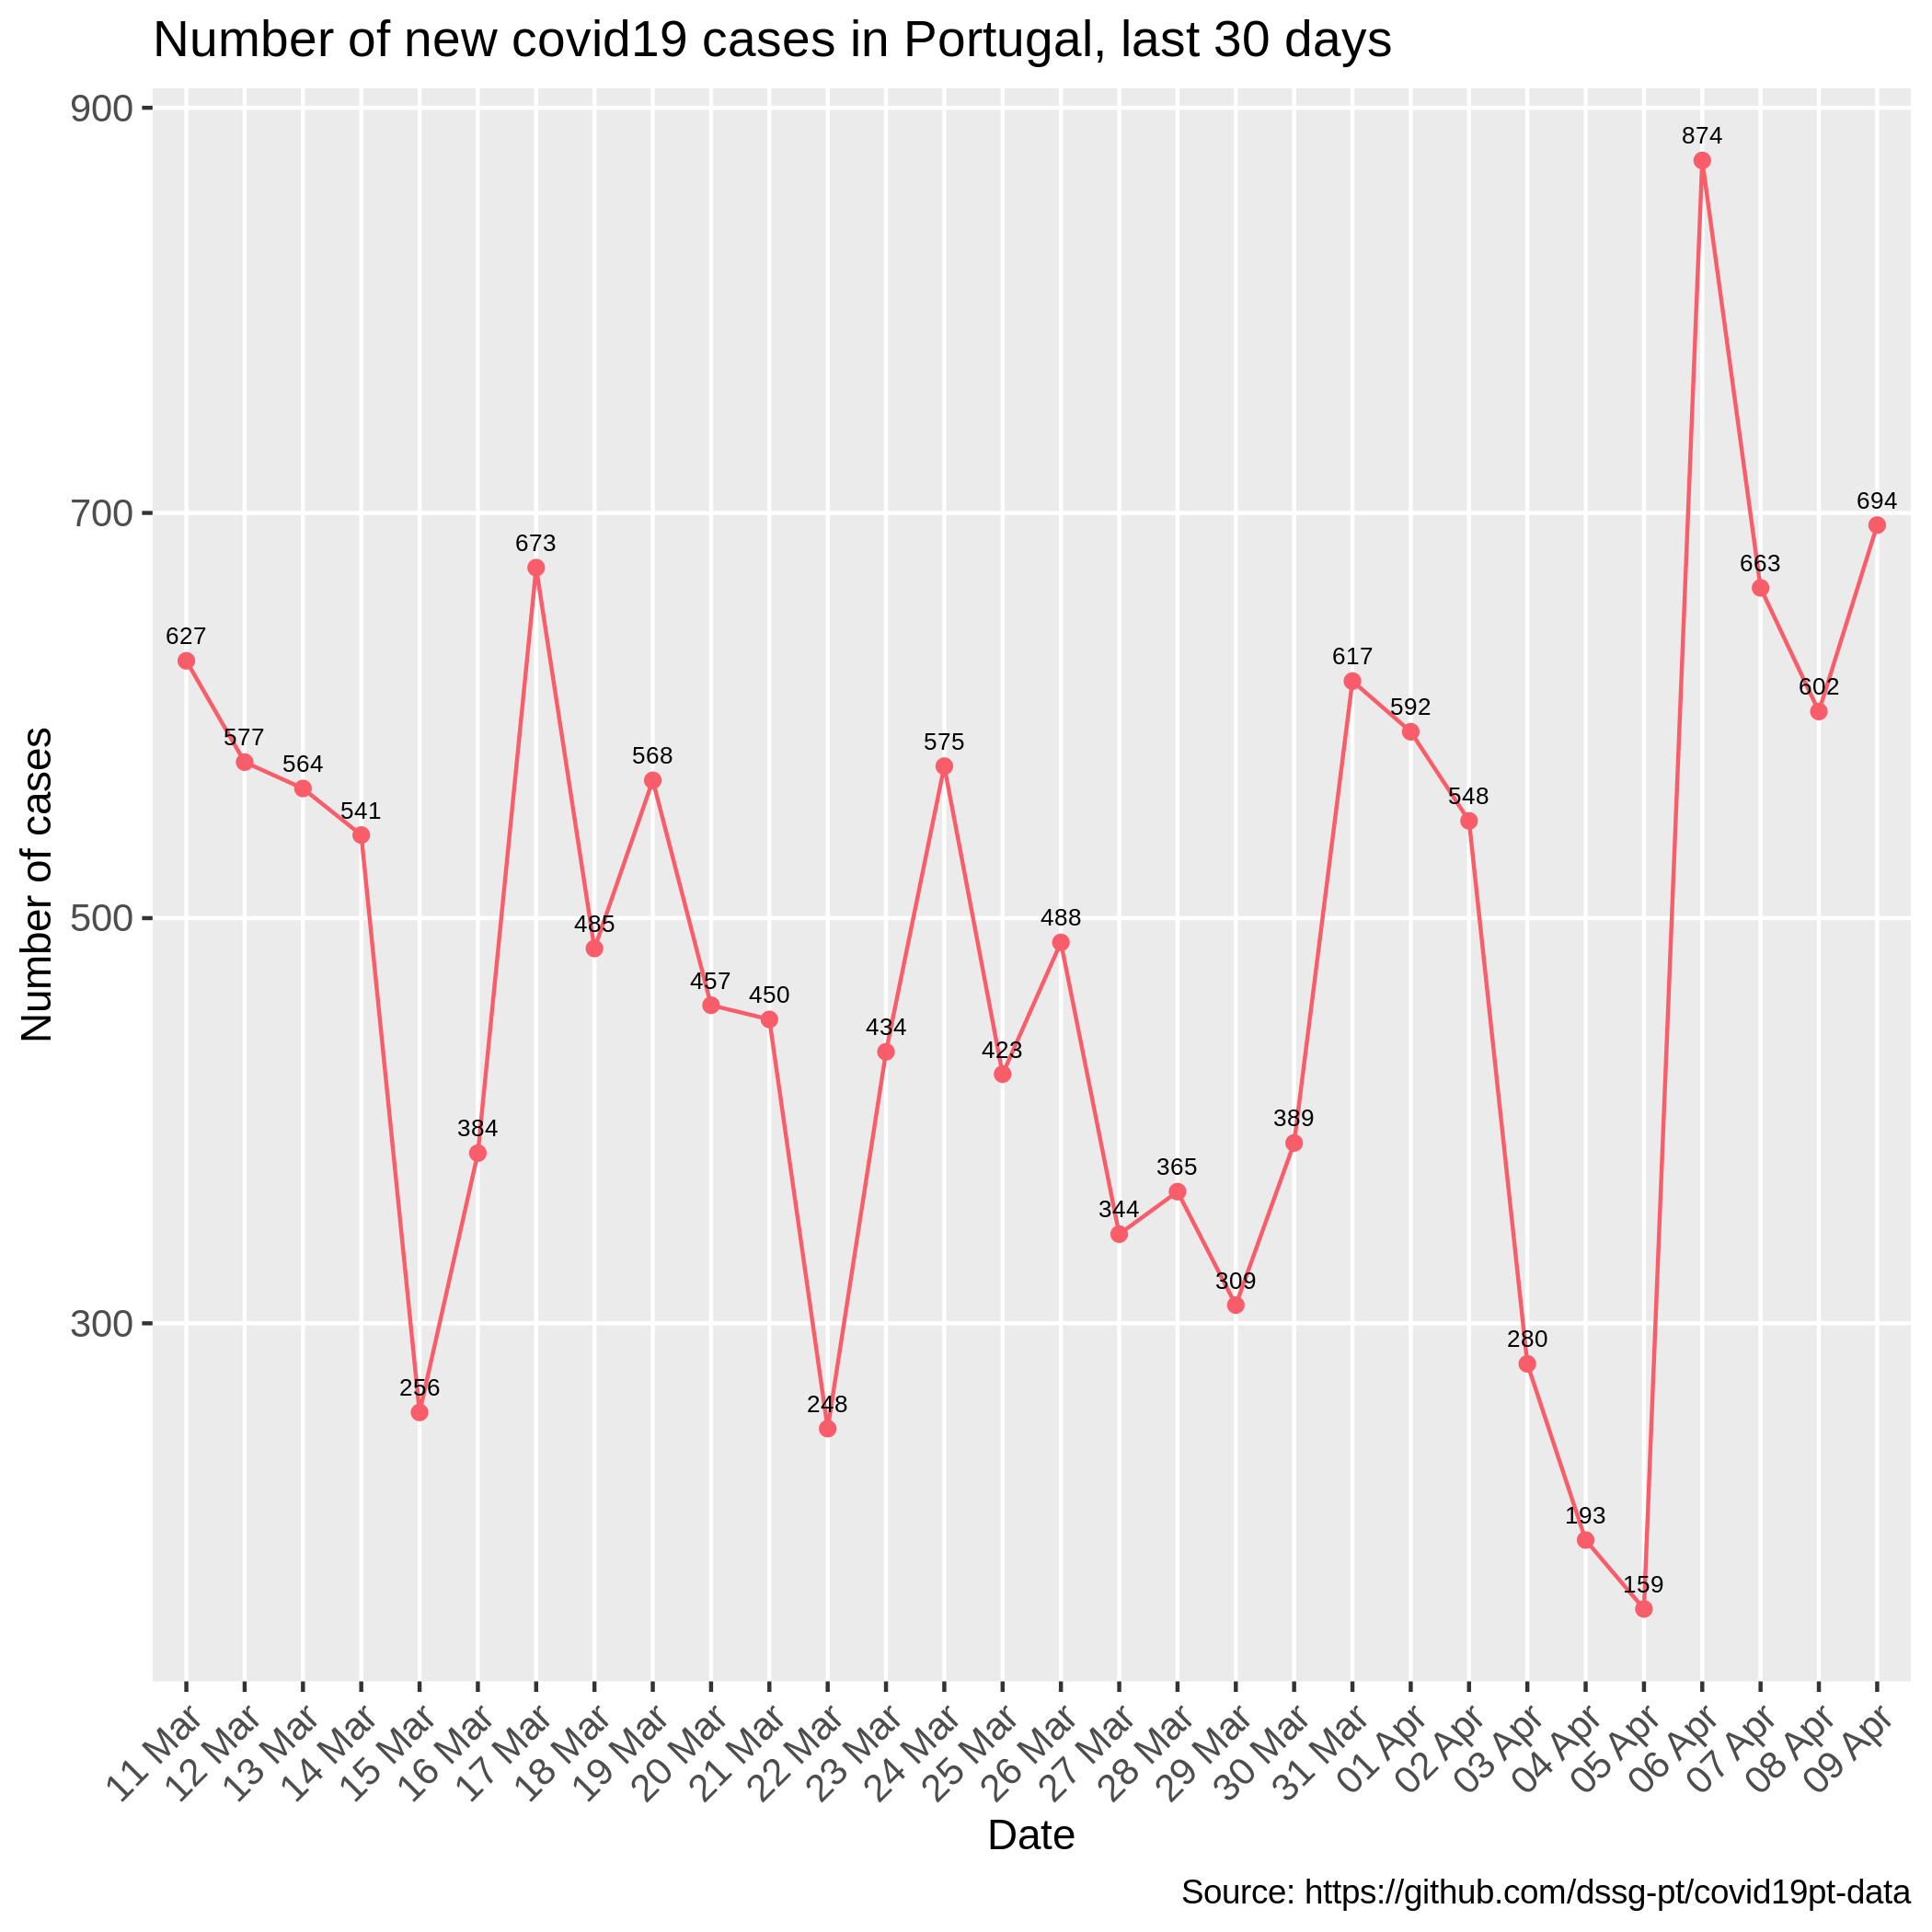 Number of new covid19 cases in Portugal, last 30 days
900
700
500
300
Number of cases
627
577
564
541
256
384
673
485
568
457
450
248
434
575
423
488
344
365
309
389
617
592
548
280
193
159
874
663
602
694
11 Mar
12 Mar
13 Mar
14 Mar
15 Mar
16 Mar
17 Mar
18 Mar
19 Mar
20 Mar
21 Mar
22 Mar
23 Mar
24 Mar
25 Mar
26 Mar
27 Mar
28 Mar
29 Mar
30 Mar
31 Mar
01 Apr
02 Apr
03 Apr
04 Apr
05 Apr
06 Apr
07 Apr
08 Apr
09 Apr
Date
Source: https://github.com/dssg-pt/covid19pt-data